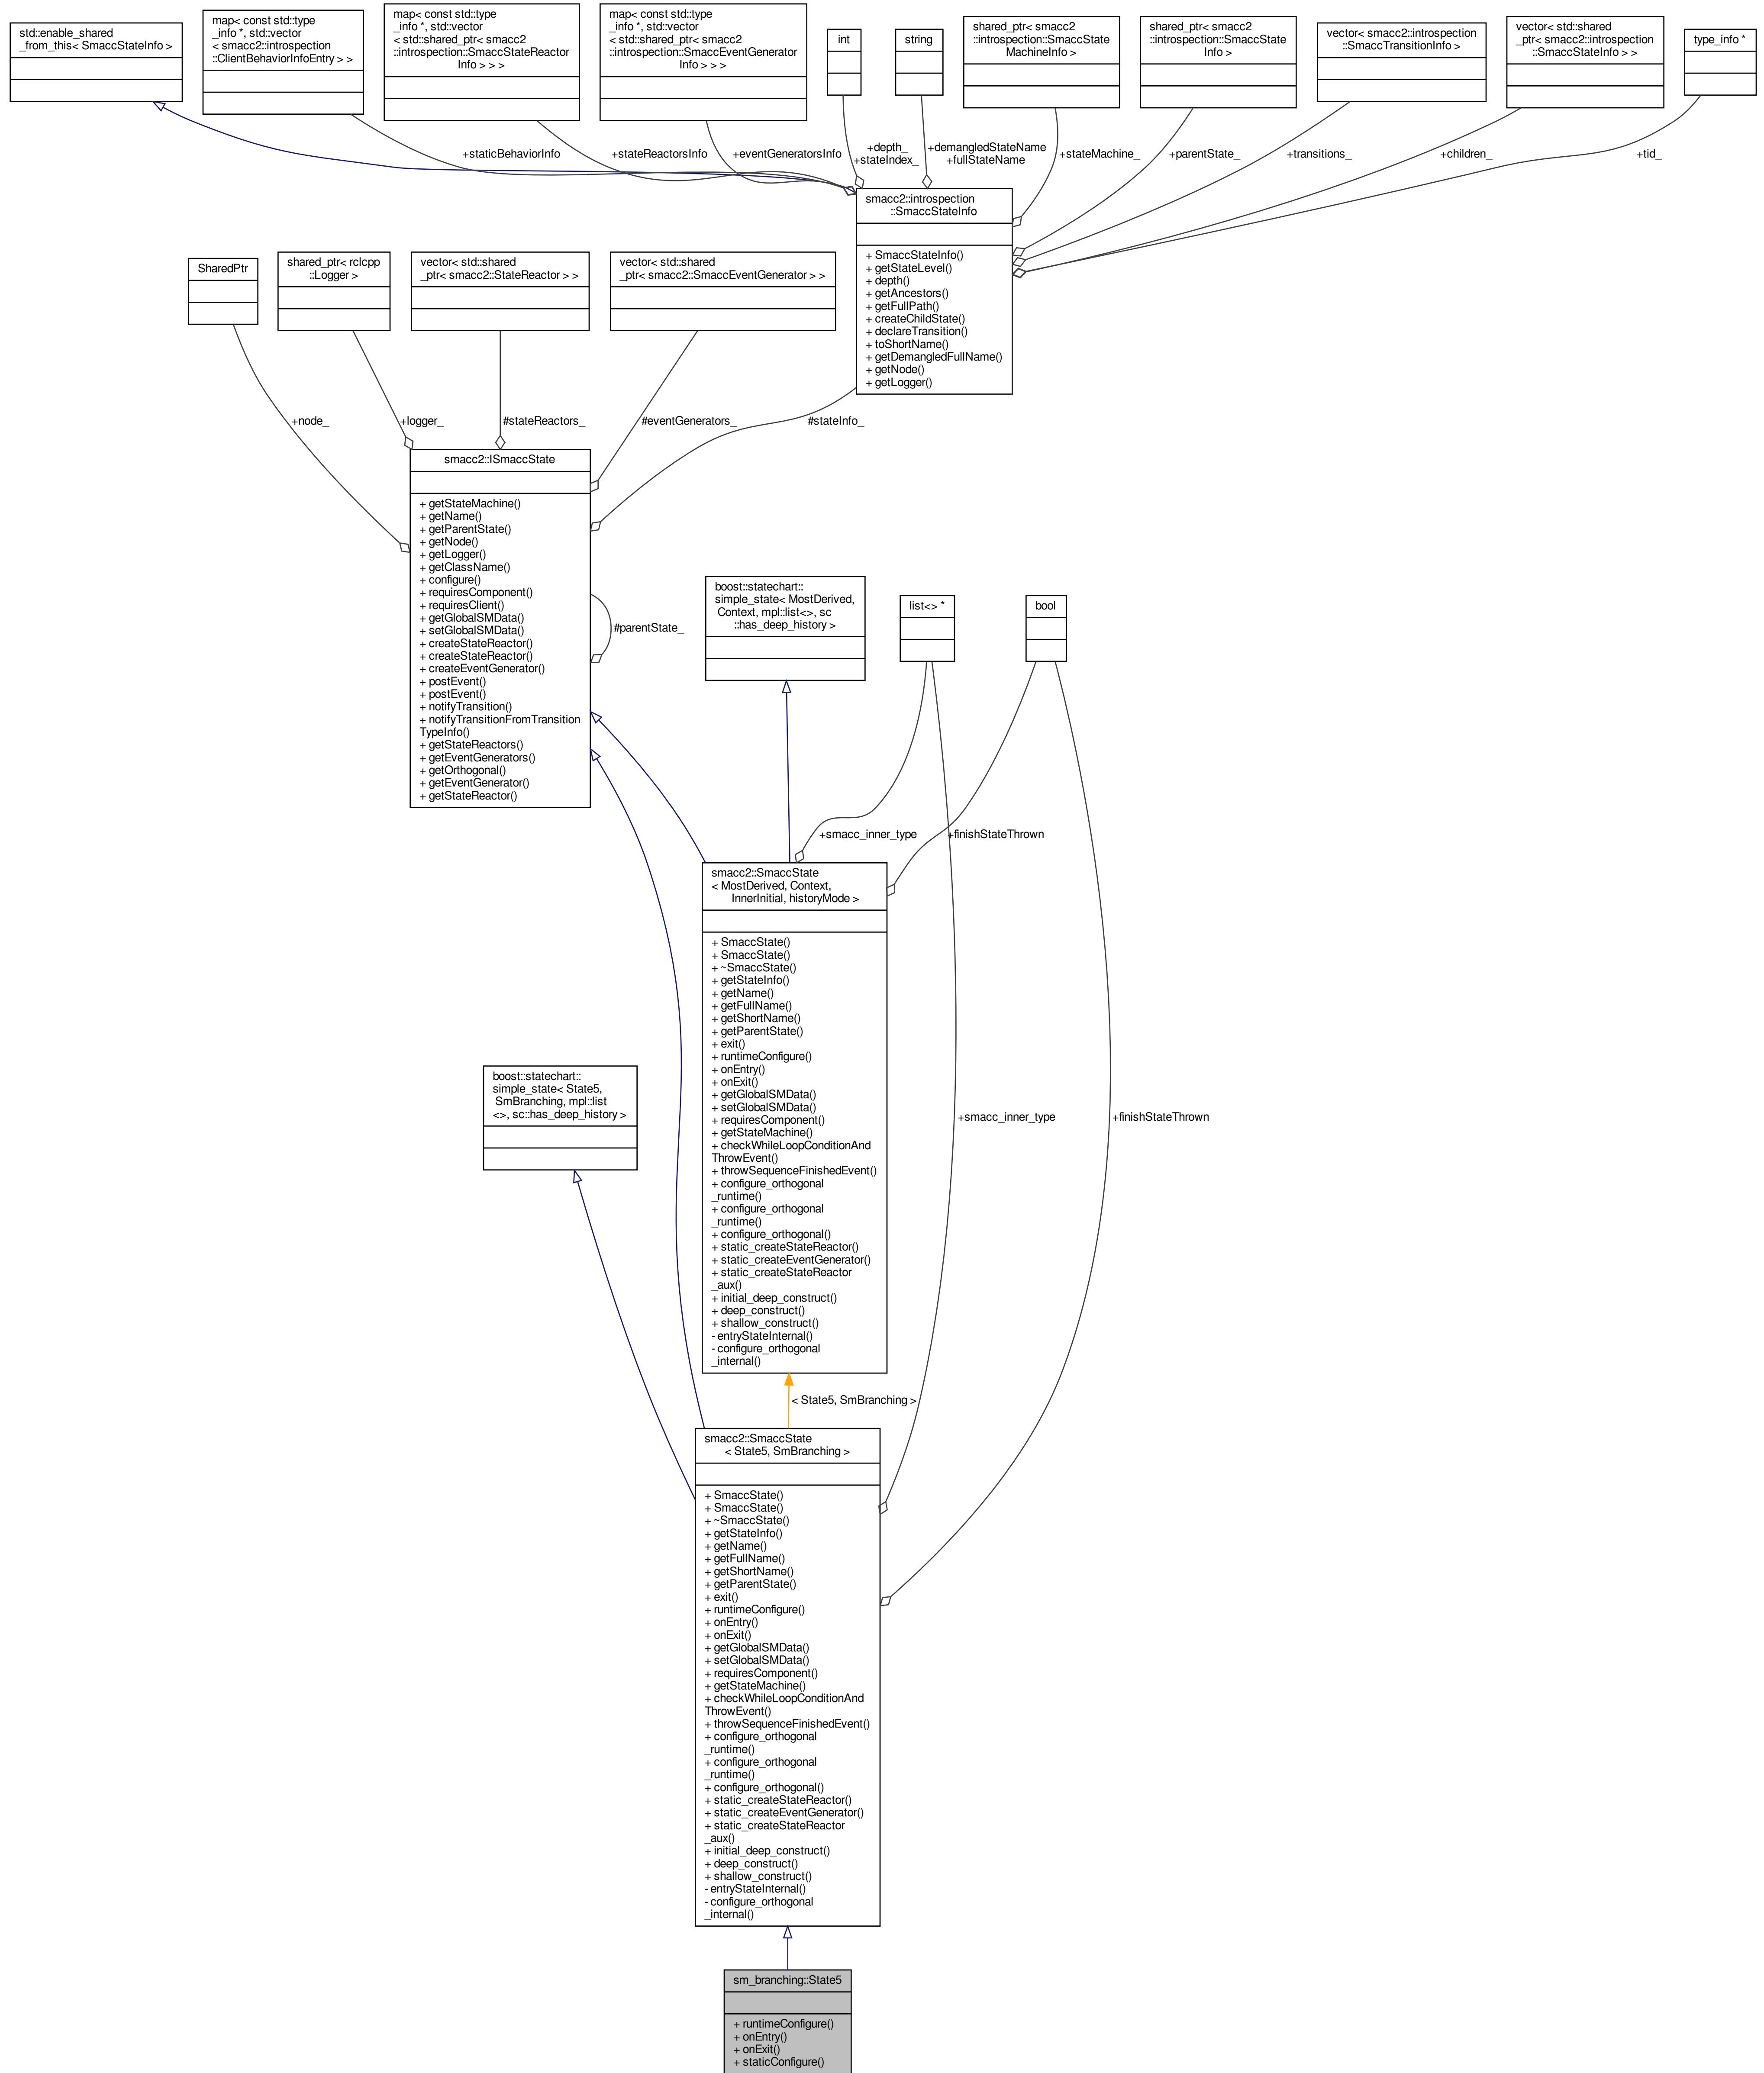 std::enable_shared
_from_this< SmaccStateInfo >
map< const std::type
_info *, std::vector
< smacc2::introspection
::ClientBehaviorInfoEntry > >
map< const std::type
_info *, std::vector
< std::shared_ptr< smacc2
::introspection::SmaccStateReactor
Info > > >
map< const std::type
_info *, std::vector
< std::shared_ptr< smacc2
::introspection::SmaccEventGenerator
Info > > >
int
string
shared_ptr< smacc2
::introspection::SmaccState
MachineInfo >
shared_ptr< smacc2
::introspection::SmaccState
Info >
vector< smacc2::introspection
::SmaccTransitionInfo >
vector< std::shared
_ptr< smacc2::introspection
::SmaccStateInfo > >
type_info *
+staticBehaviorInfo
+stateReactorsInfo
+eventGeneratorsInfo
+depth_
+stateIndex_
+demangledStateName
+fullStateName
+stateMachine_
+parentState_
+transitions_
+children_
+tid_
smacc2::introspection
::SmaccStateInfo
+ SmaccStateInfo()
+ getStateLevel()
+ depth()
+ getAncestors()
+ getFullPath()
+ createChildState()
+ declareTransition()
+ toShortName()
+ getDemangledFullName()
+ getNode()
+ getLogger()
SharedPtr
shared_ptr< rclcpp
::Logger >
vector< std::shared
_ptr< smacc2::StateReactor > >
vector< std::shared
_ptr< smacc2::SmaccEventGenerator > >
+node_
+logger_
#stateReactors_
#eventGenerators_
#stateInfo_
smacc2::ISmaccState
+ getStateMachine()
+ getName()
+ getParentState()
+ getNode()
+ getLogger()
+ getClassName()
+ configure()
+ requiresComponent()
+ requiresClient()
+ getGlobalSMData()
+ setGlobalSMData()
+ createStateReactor()
+ createStateReactor()
+ createEventGenerator()
+ postEvent()
+ postEvent()
+ notifyTransition()
+ notifyTransitionFromTransition
TypeInfo()
+ getStateReactors()
+ getEventGenerators()
+ getOrthogonal()
+ getEventGenerator()
+ getStateReactor()
#parentState_
boost::statechart::
simple_state< MostDerived,
Context, mpl::list<>, sc
::has_deep_history >
list<> *
bool
+smacc_inner_type
+finishStateThrown
smacc2::SmaccState
< MostDerived, Context,
InnerInitial, historyMode >
+ SmaccState()
+ SmaccState()
+ ~SmaccState()
+ getStateInfo()
+ getName()
+ getFullName()
+ getShortName()
+ getParentState()
+ exit()
+ runtimeConfigure()
+ onEntry()
+ onExit()
+ getGlobalSMData()
+ setGlobalSMData()
+ requiresComponent()
+ getStateMachine()
+ checkWhileLoopConditionAnd
ThrowEvent()
+ throwSequenceFinishedEvent()
+ configure_orthogonal
_runtime()
+ configure_orthogonal
_runtime()
+ configure_orthogonal()
+ static_createStateReactor()
+ static_createEventGenerator()
+ static_createStateReactor
_aux()
+ initial_deep_construct()
+ deep_construct()
+ shallow_construct()
- entryStateInternal()
- configure_orthogonal
_internal()
boost::statechart::
simple_state< State5,
SmBranching, mpl::list
<>, sc::has_deep_history >
+smacc_inner_type
+finishStateThrown
< State5, SmBranching >
smacc2::SmaccState
< State5, SmBranching >
+ SmaccState()
+ SmaccState()
+ ~SmaccState()
+ getStateInfo()
+ getName()
+ getFullName()
+ getShortName()
+ getParentState()
+ exit()
+ runtimeConfigure()
+ onEntry()
+ onExit()
+ getGlobalSMData()
+ setGlobalSMData()
+ requiresComponent()
+ getStateMachine()
+ checkWhileLoopConditionAnd
ThrowEvent()
+ throwSequenceFinishedEvent()
+ configure_orthogonal
_runtime()
+ configure_orthogonal
_runtime()
+ configure_orthogonal()
+ static_createStateReactor()
+ static_createEventGenerator()
+ static_createStateReactor
_aux()
+ initial_deep_construct()
+ deep_construct()
+ shallow_construct()
- entryStateInternal()
- configure_orthogonal
_internal()
sm_branching::State5
+ runtimeConfigure()
+ onEntry()
+ onExit()
+ staticConfigure()